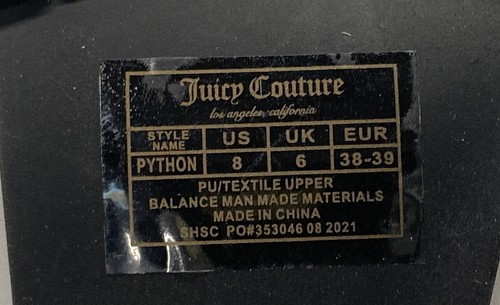 Juicy Couture
los angeles, california
STYLE NAME US UK EUR
PYTHON 8 6 38-39
PU/TEXTILE UPPER
BALANCE MAN MADE MATERIALS
MADE IN CHINA
SHSC PO#353046 08 2021